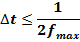 Δt ≤ 1/(2f_max)